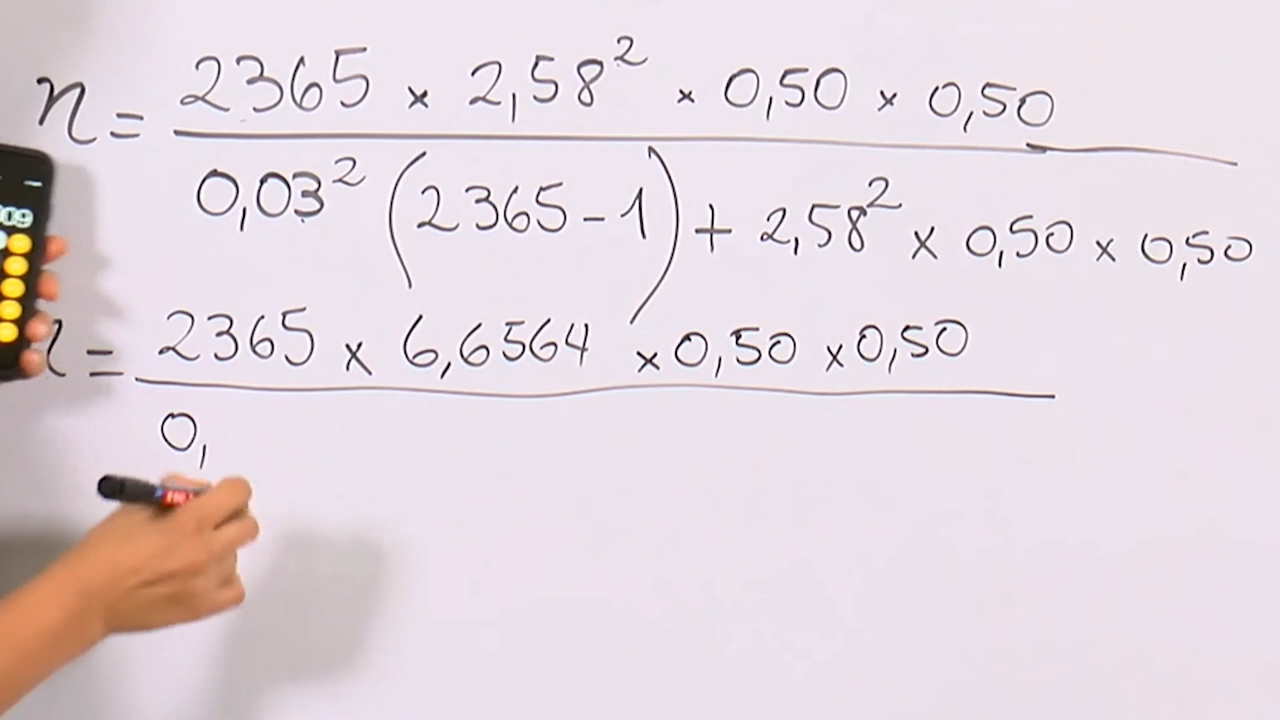 n = 2365 × 2,58² × 0,50 × 0,50
0,03² (2365 - 1) + 2,58² × 0,50 × 0,50
= 2365 × 6,6564 × 0,50 × 0,50
0,